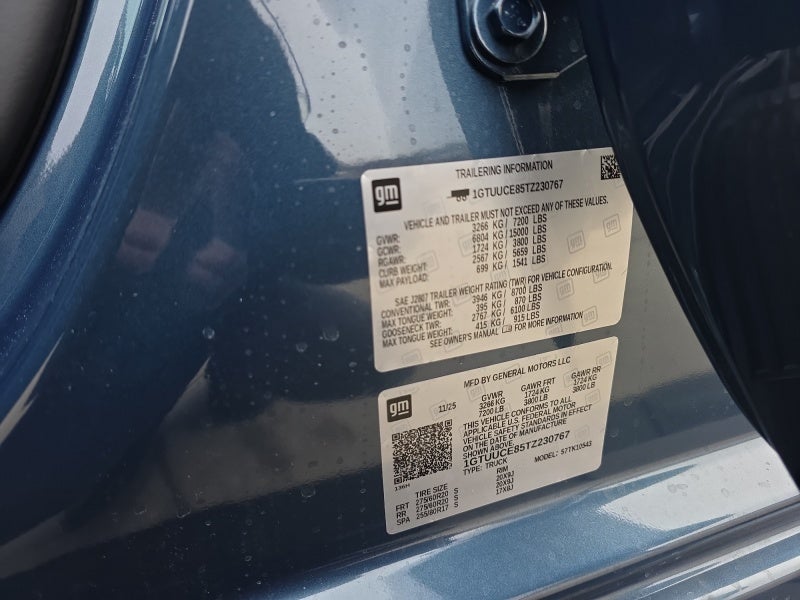 TRAILERING INFORMATION
gm
1GTUUCE85TZ230767
VEHICLE AND TRAILER MUST NOT EXCEED ANY OF THESE VALUES.
GVWR: 3266 KG/ 7200 LBS
GCWR: 6804 KG/ 15000 LBS
RGAWR: 1724 KG/ 3800 LBS
CURB WEIGHT: 2567 KG/ 5659 LBS
MAX PAYLOAD: 699 KG/ 1541 LBS
SAE J2807 TRAILER WEIGHT RATING (TWR) FOR VEHICLE CONFIGURATION.
CONVENTIONAL TWR: 3946 KG/ 8700 LBS
MAX TONGUE WEIGHT: 395 KG/ 870 LBS
GOOSENECK TWR: 2767 KG/ 6100 LBS
MAX TONGUE WEIGHT: 415 KG/ 915 LBS
SEE OWNER'S MANUAL FOR MORE INFORMATION
MFD BY GENERAL MOTORS LLC
gm
11/25
GVWR GAWR FRT GAWR RR
3266 KG 1724 KG 1724 KG
7200 LB 3800 LB 3800 LB
THIS VEHICLE CONFORMS TO ALL
APPLICABLE U.S. FEDERAL MOTOR
VEHICLE SAFETY STANDARDS IN EFFECT
ON THE DATE OF MANUFACTURE
SHOWN ABOVE.
1GTUUCE85TZ230767
TYPE: TRUCK MODEL: S7TK10543
TIRE SIZE RIM
FRT 275/60R20 S 20X9J
RR 275/60R20 S 20X9J
SPA 255/80R17 S 17X8J